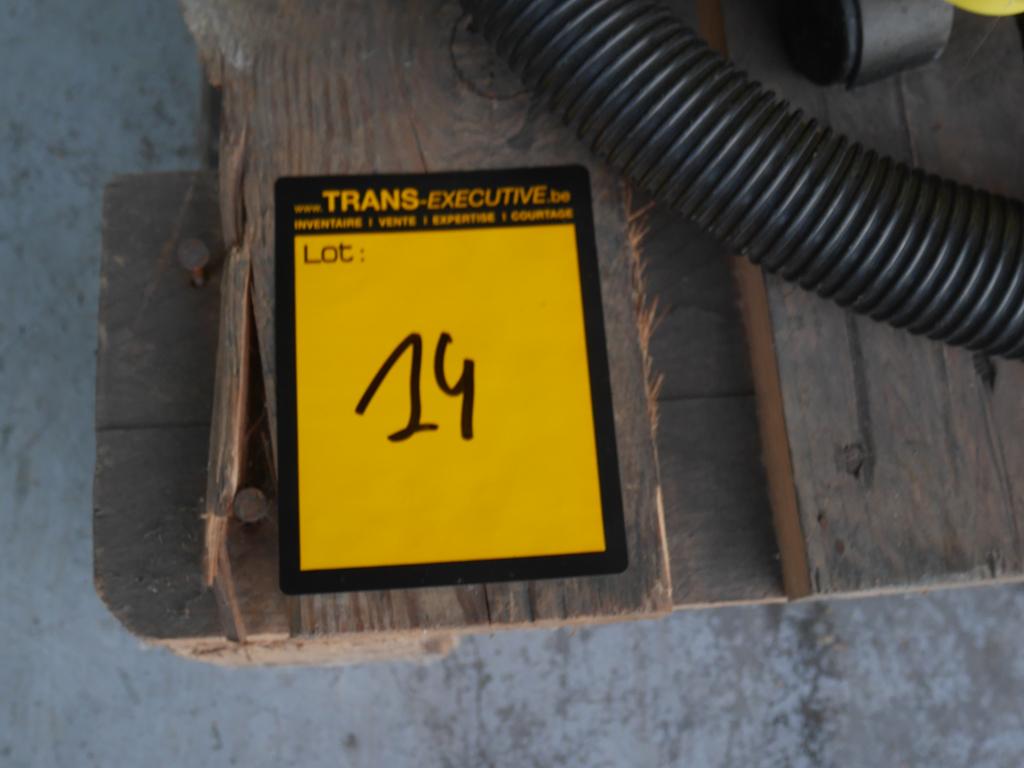 www.TRANS-EXECUTIVE.be
INVENTAIRE | VENTE | EXPERTISE | COURTAGE
Lot:
14